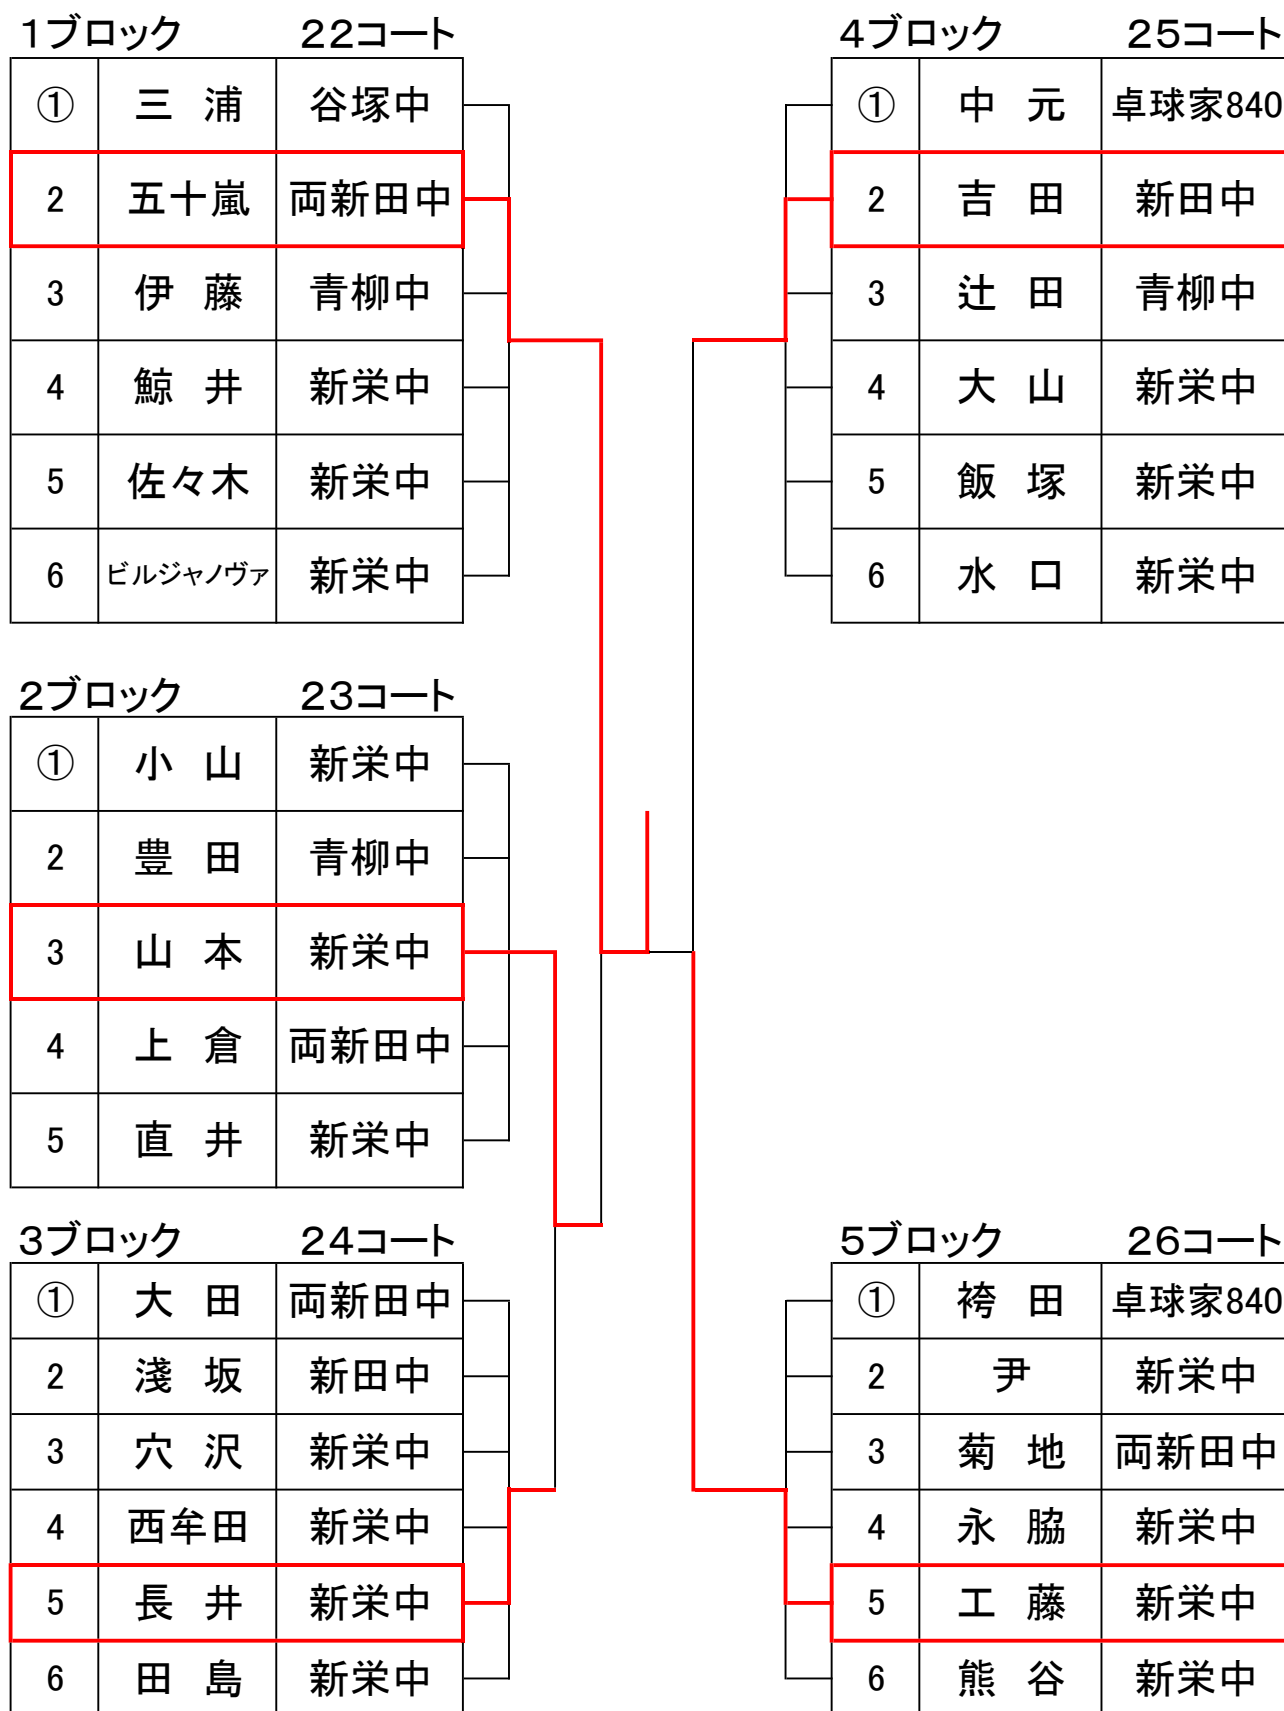 1ブロック 22コート
① 三浦 谷塚中
2 五十嵐 両新田中
3 伊藤 青柳中
4 鯨井 新栄中
5 佐々木 新栄中
6 ビルジャノヴァ 新栄中
2ブロック 23コート
① 小山 新栄中
2 豊田 青柳中
3 山本 新栄中
4 上倉 両新田中
5 直井 新栄中
3ブロック 24コート
① 大田 両新田中
2 淺坂 新田中
3 穴沢 新栄中
4 西牟田 新栄中
5 長井 新栄中
6 田島 新栄中
4ブロック 25コート
① 中元 卓球家840
2 吉田 新田中
3 辻田 青柳中
4 大山 新栄中
5 飯塚 新栄中
6 水口 新栄中
5ブロック 26コート
① 袴田 卓球家840
2 尹 新栄中
3 菊地 両新田中
4 永脇 新栄中
5 工藤 新栄中
6 熊谷 新栄中